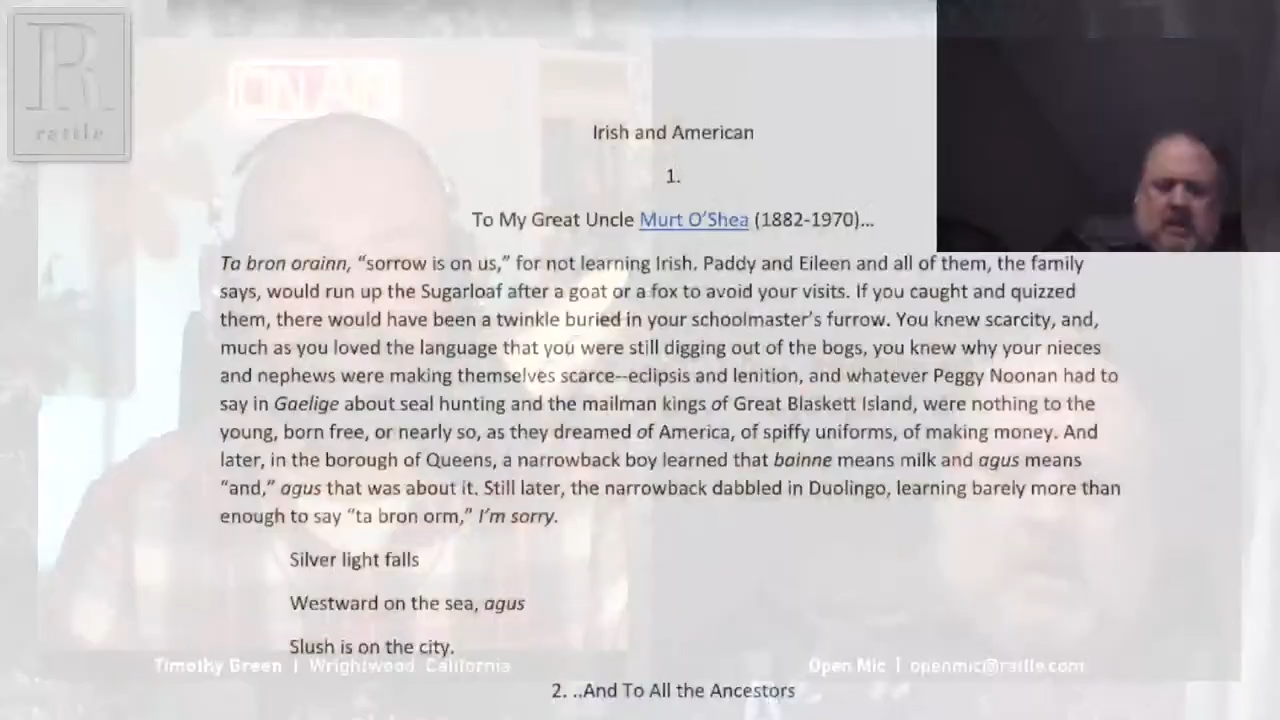 R
rattle
ON AIR
Irish and American
1.
To My Great Uncle Murt O'Shea (1882-1970)…
Ta bron orainn, “sorrow is on us,” for not learning Irish. Paddy and Eileen and all of them, the family
says, would run up the Sugarloaf after a goat or a fox to avoid your visits. If you caught and quizzed
them, there would have been a twinkle buried in your schoolmaster’s furrow. You knew scarcity, and,
much as you loved the language that you were still digging out of the bogs, you knew why your nieces
and nephews were making themselves scarce--eclipsis and lenition, and whatever Peggy Noonan had to
say in Gaelige about seal hunting and the mailman kings of Great Blaskett Island, were nothing to the
young, born free, or nearly so, as they dreamed of America, of spiffy uniforms, of making money. And
later, in the borough of Queens, a narrowback boy learned that bainne means milk and agus means
“and,” agus that was about it. Still later, the narrowback dabbled in Duolingo, learning barely more than
enough to say “ta bron orm,” I’m sorry.
Silver light falls
Westward on the sea, agus
Slush is on the city.
Timothy Green | Wrightwood, California
Open Mic | openmic@rattle.com
2. ..And To All the Ancestors